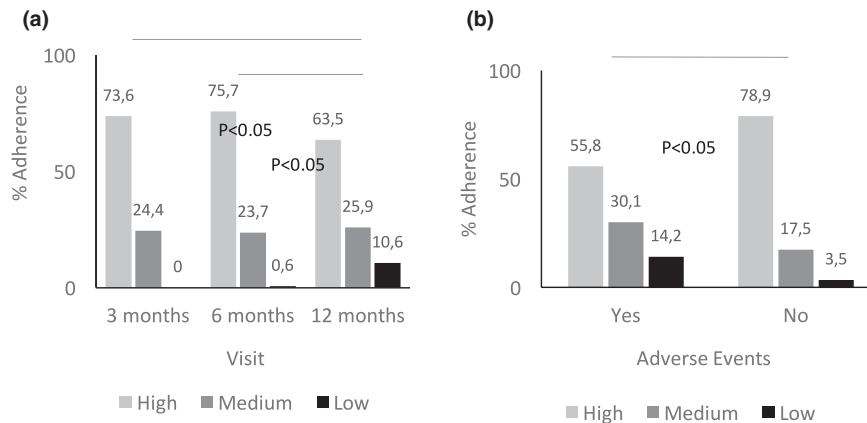 (a)
% Adherence
100
50
0
73,6
24,4
0
75,7
23,7
0,6
63,5
25,9
10,6
P<0.05
P<0.05
3 months
6 months
12 months
Visit
High
Medium
Low
(b)
% Adherence
100
50
0
55,8
30,1
14,2
78,9
17,5
3,5
P<0.05
Yes
No
Adverse Events
High
Medium
Low